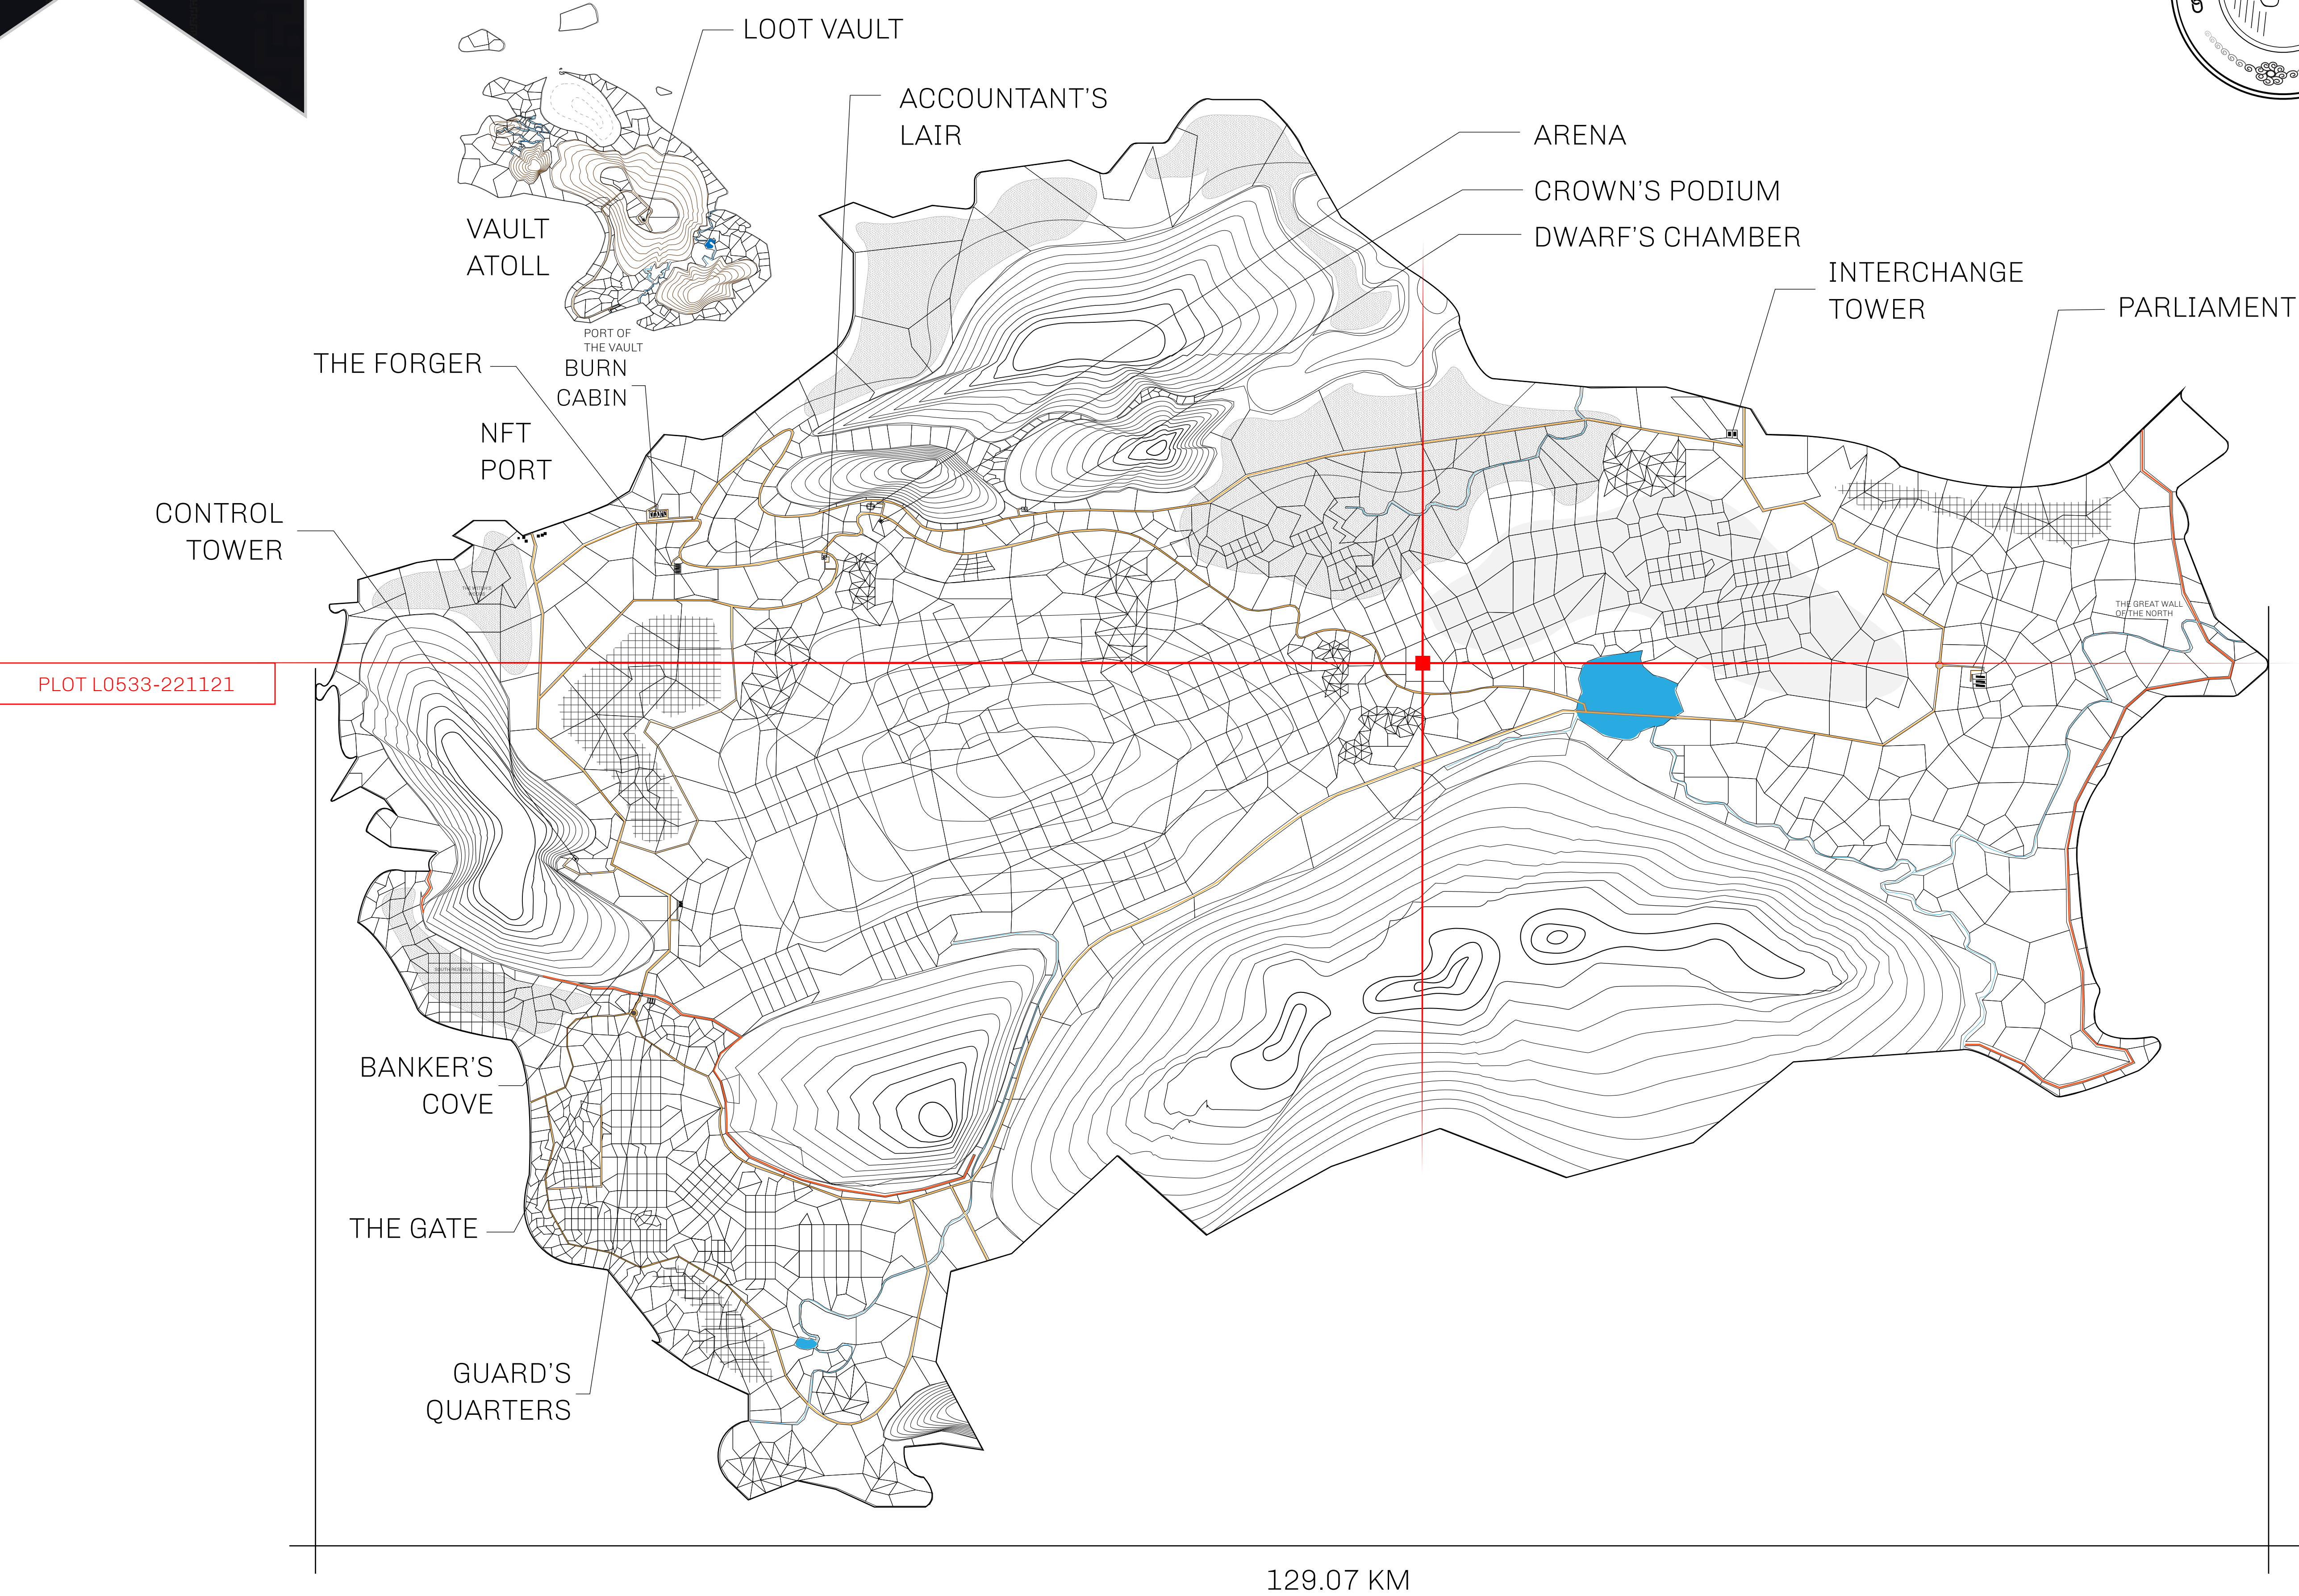 LOOT VAULT
ACCOUNTANT'S
LAIR
ARENA
CROWN'S PODIUM
DWARF'S CHAMBER
VAULT
ATOLL
INTERCHANGE
TOWER
PARLIAMENT
PORT OF
THE VAULT
THE FORGER
BURN
CABIN
NFT
PORT
CONTROL
TOWER
THE GREAT WALL
OF THE NORTH
PLOT L0533-221121
SOUTH RESERVE
BANKER'S
COVE
THE GATE
GUARD'S
QUARTERS
129.07 KM